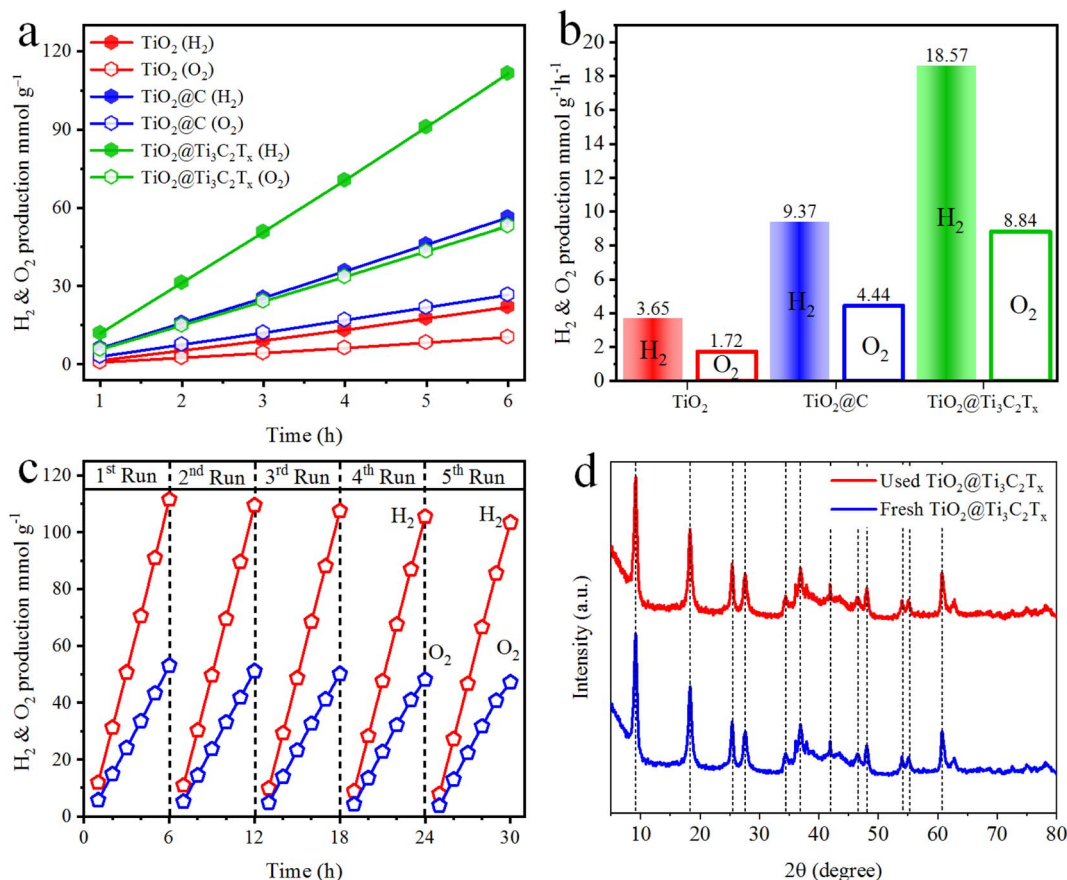 a
H₂ & O₂ production mmol g⁻¹
120
90
60
30
0
TiO₂ (H₂)
TiO₂ (O₂)
TiO₂@C (H₂)
TiO₂@C (O₂)
TiO₂@Ti₃C₂Tₓ (H₂)
TiO₂@Ti₃C₂Tₓ (O₂)
1 2 3 4 5 6
Time (h)
b
H₂ & O₂ production mmol g⁻¹h⁻¹
20
18
16
14
12
10
8
6
4
2
0
3.65
H₂
1.72
O₂
9.37
H₂
4.44
O₂
18.57
H₂
8.84
O₂
TiO₂ TiO₂@C TiO₂@Ti₃C₂Tₓ
c
H₂ & O₂ production mmol g⁻¹
120
100
80
60
40
20
0
1ˢᵗ Run 2ⁿᵈ Run 3ʳᵈ Run 4ᵗʰ Run 5ᵗʰ Run
H₂ H₂
O₂ O₂
0 6 12 18 24 30
Time (h)
d
Intensity (a.u.)
Used TiO₂@Ti₃C₂Tₓ
Fresh TiO₂@Ti₃C₂Tₓ
10 20 30 40 50 60 70 80
2θ (degree)